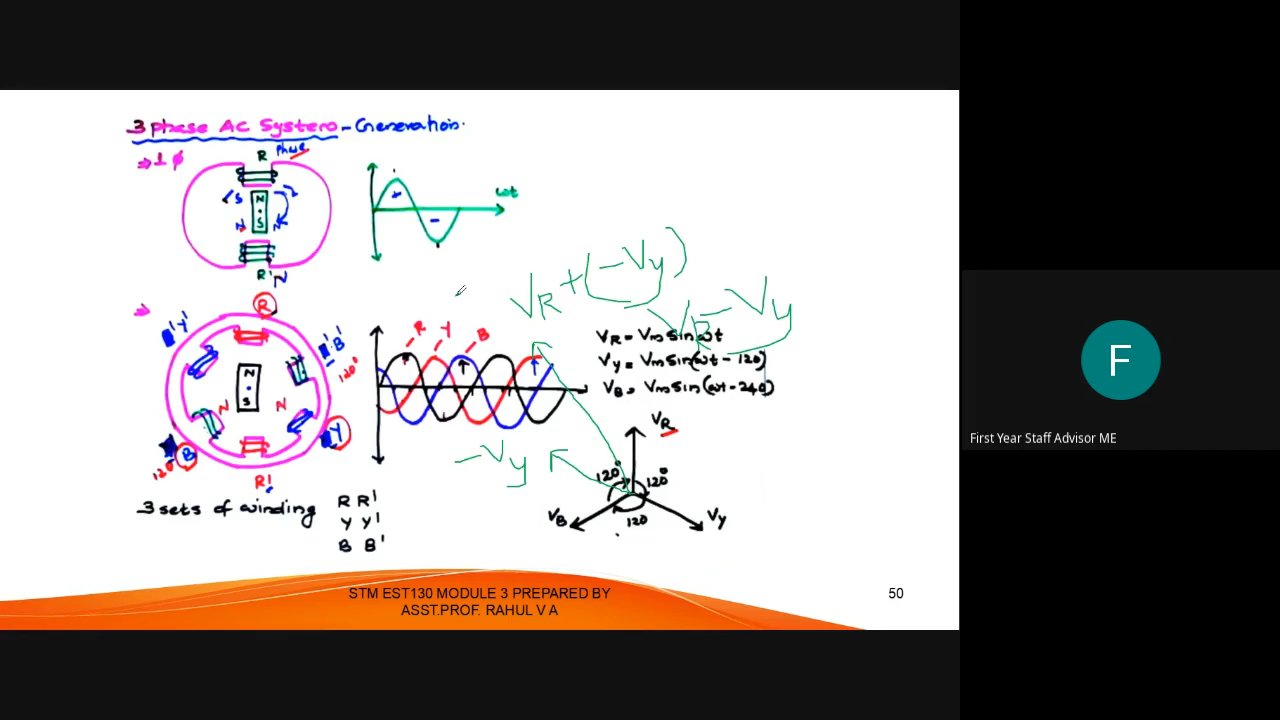 3 phase AC System - Generation.
⇒ 1 φ
R Phase
S N
N S N
R' N
+ -
ωt
VR + (-Vy)
VR - Vy
⇒
R
'Y'
'B'
120°
N
S
N N
B
120°
Y
R'
R Y B
VR = Vm Sin ωt
VY = Vm Sin(ωt - 120)
VB = Vm Sin(ωt - 240)
-Vy
VR
120° 120°
120
VB VY
3 sets of winding R R'
Y Y'
B B'
STM EST130 MODULE 3 PREPARED BY
ASST.PROF. RAHUL V A
50
F
First Year Staff Advisor ME